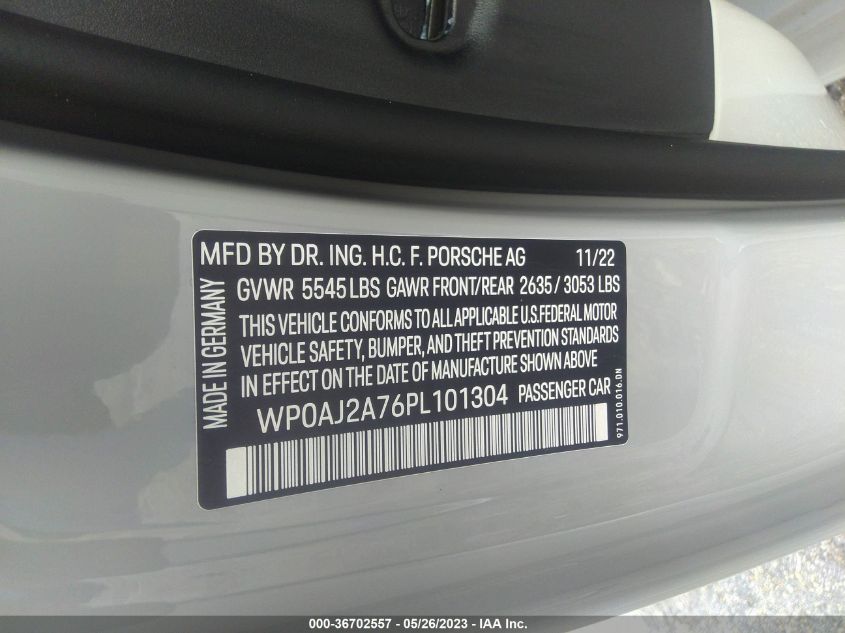 MFD BY DR. ING. H.C. F. PORSCHE AG 11/22
GVWR 5545 LBS GAWR FRONT/REAR 2635 / 3053 LBS
THIS VEHICLE CONFORMS TO ALL APPLICABLE U.S.FEDERAL MOTOR
VEHICLE SAFETY, BUMPER, AND THEFT PREVENTION STANDARDS
IN EFFECT ON THE DATE OF MANUFACTURE SHOWN ABOVE
WP0AJ2A76PL101304 PASSENGER CAR
MADE IN GERMANY
971.010.016.DN
000-36702557 - 05/26/2023 - IAA Inc.